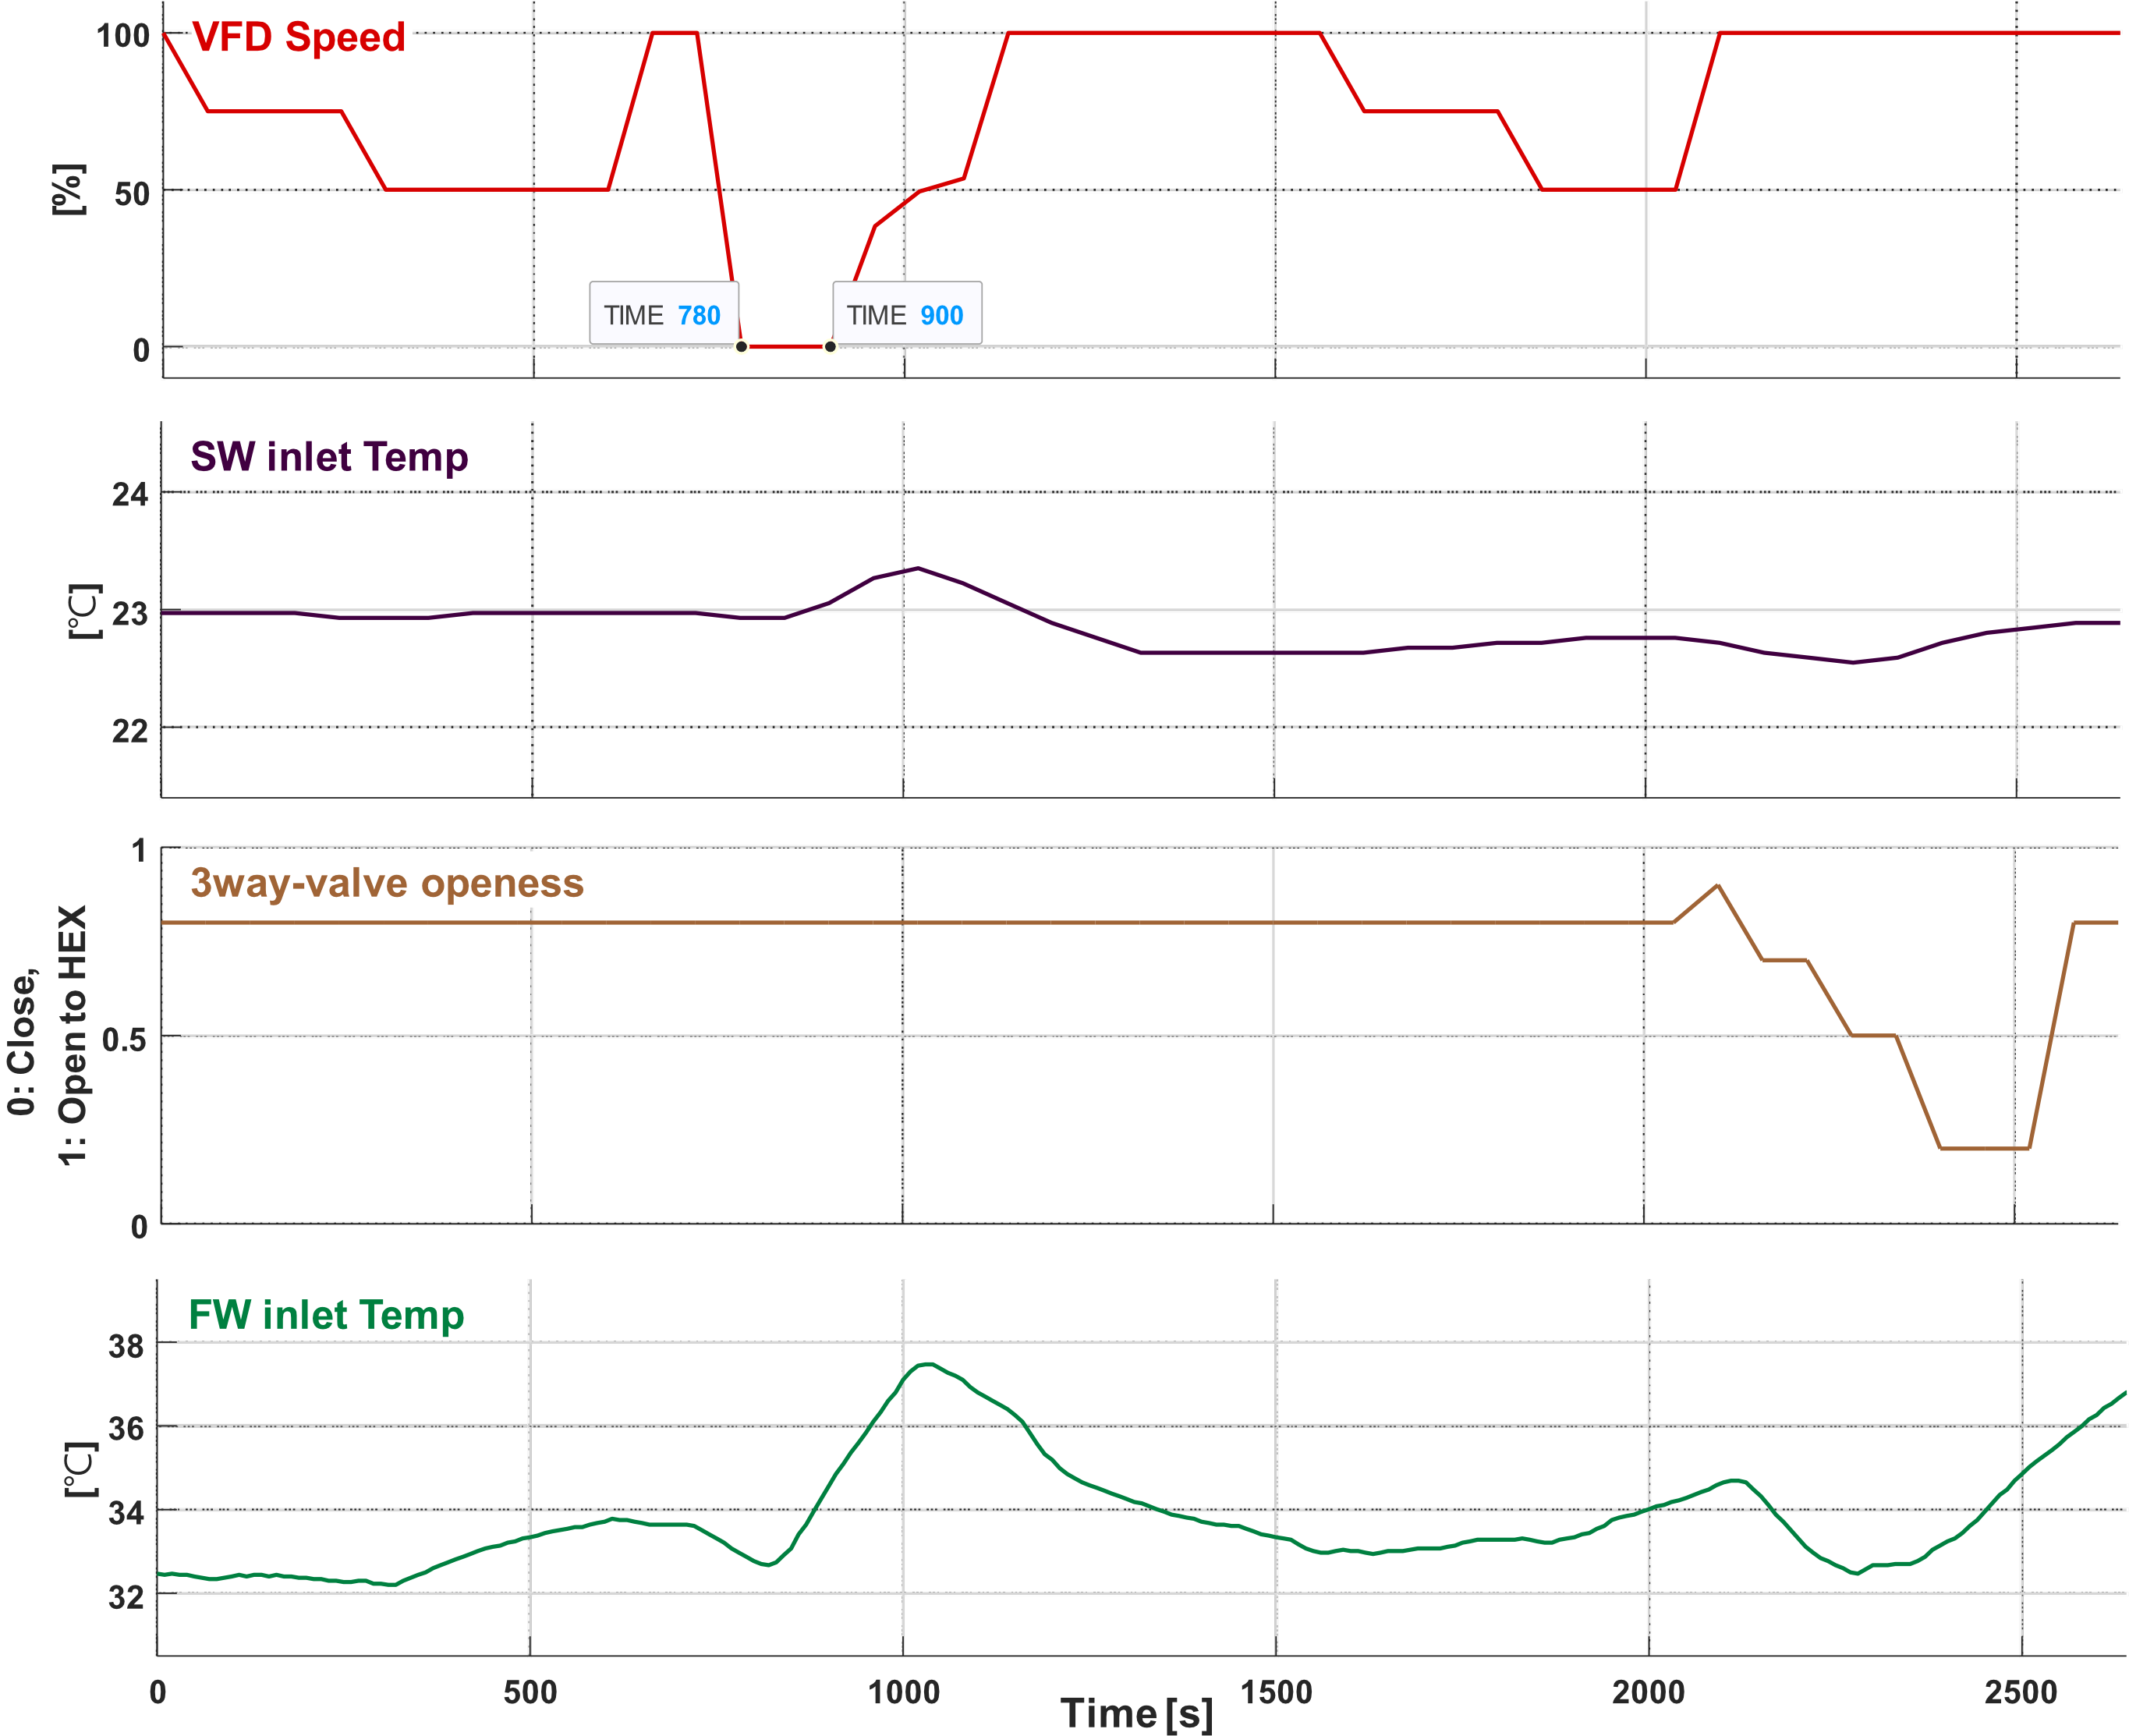 VFD Speed
100
50
0
[%]
TIME 780
TIME 900
SW inlet Temp
24
23
22
[°C]
3way-valve openess
1
0.5
0
0: Close,
1: Open to HEX
FW inlet Temp
38
36
34
32
[°C]
0 500 1000 1500 2000 2500
Time [s]